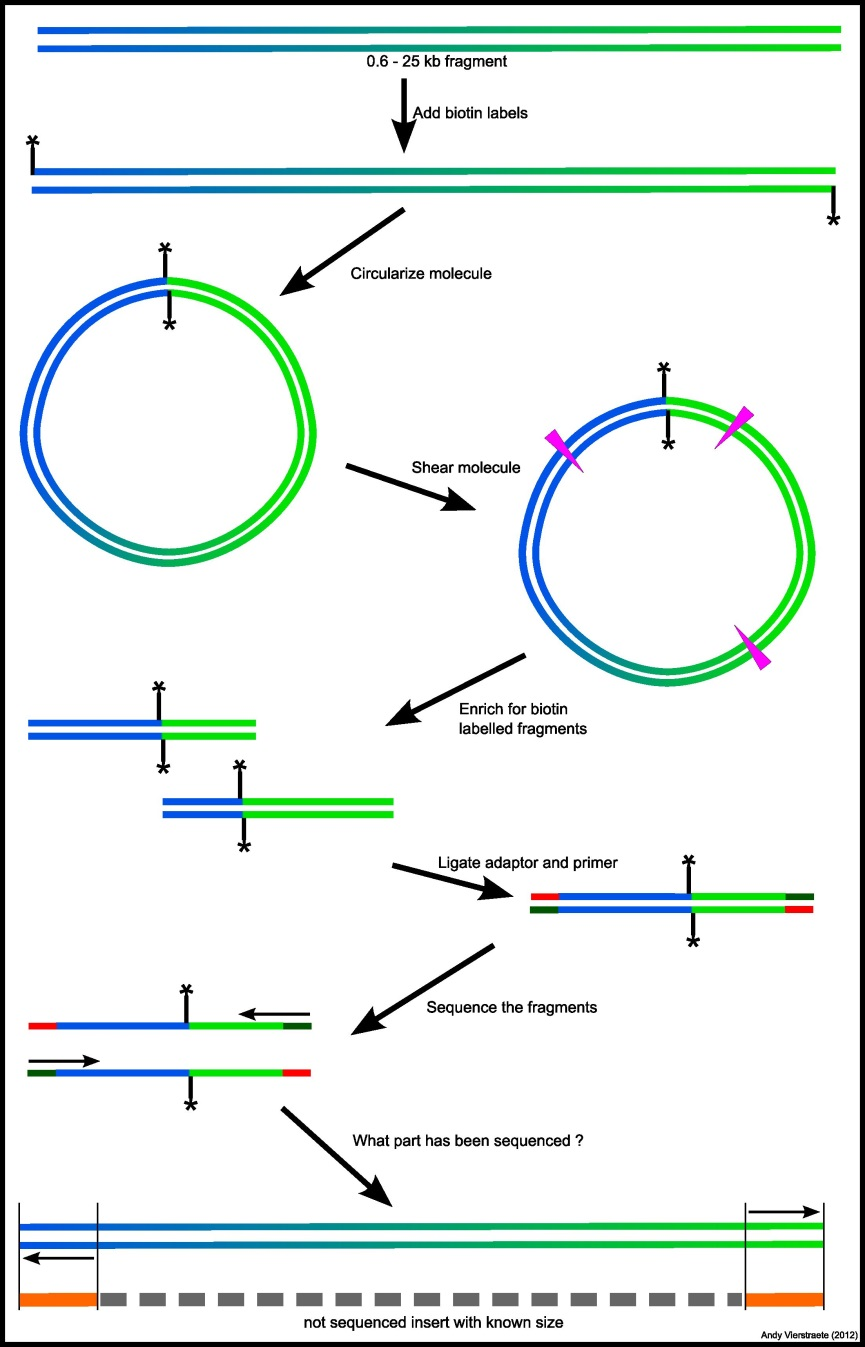 0.6 - 25 kb fragment
Add biotin labels
Circularize molecule
Shear molecule
Enrich for biotin
labelled fragments
Ligate adaptor and primer
Sequence the fragments
What part has been sequenced ?
not sequenced insert with known size
Andy Vierstraete (2012)